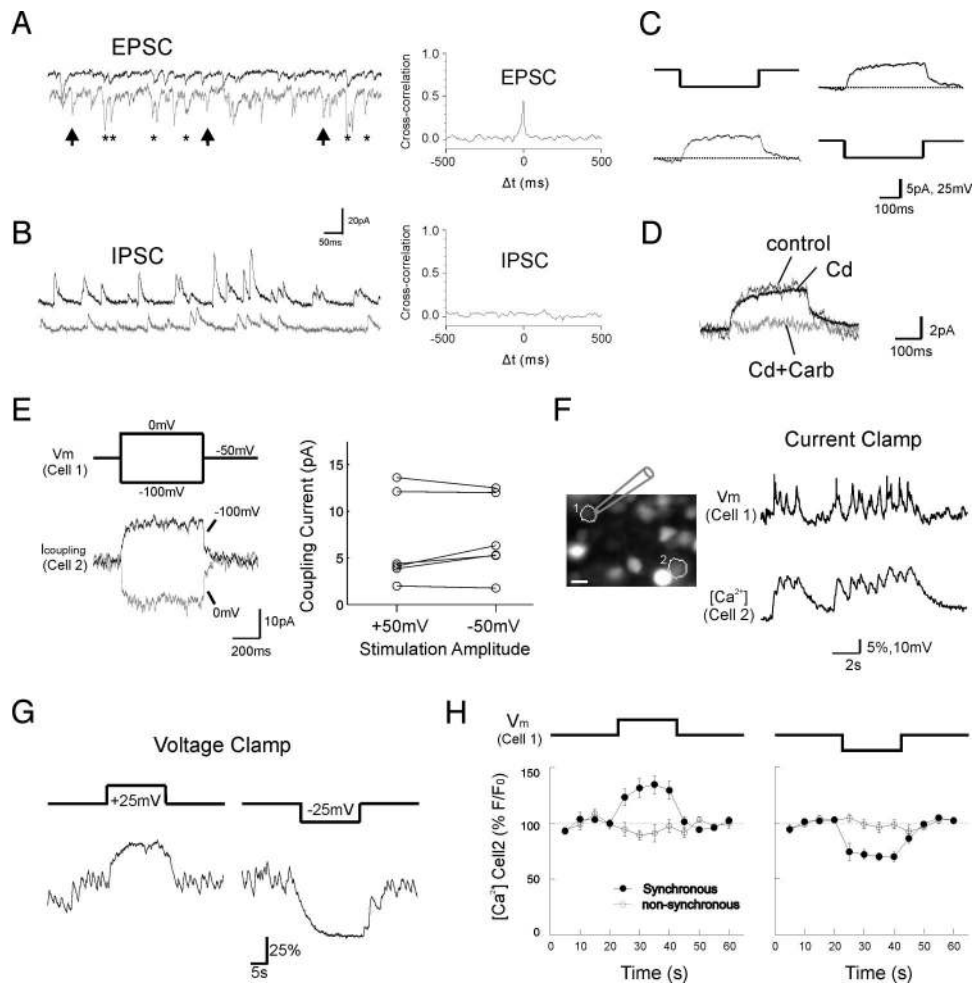 A
EPSC
** * * * *
1.0
0.5
0.0
Cross-correlation
EPSC
-500 0 500
Δt (ms)
20pA
50ms
B
IPSC
1.0
0.5
0.0
Cross-correlation
IPSC
-500 0 500
Δt (ms)
C
5pA, 25mV
100ms
D
control
Cd
Cd+Carb
2pA
100ms
E
0mV
Vm
(Cell 1)
-50mV
-100mV
-100mV
Icoupling
(Cell 2)
0mV
10pA
200ms
Coupling Current (pA)
15
10
5
0
+50mV -50mV
Stimulation Amplitude
F
1
2
Current Clamp
Vm
(Cell 1)
[Ca²⁺]
(Cell 2)
5%,10mV
2s
G
Voltage Clamp
+25mV
-25mV
25%
5s
H
Vm
(Cell 1)
[Ca²⁺] Cell2 (% F/F0)
150
100
50
0
Synchronous
non-synchronous
0 10 20 30 40 50 60
Time (s)
0 10 20 30 40 50 60
Time (s)